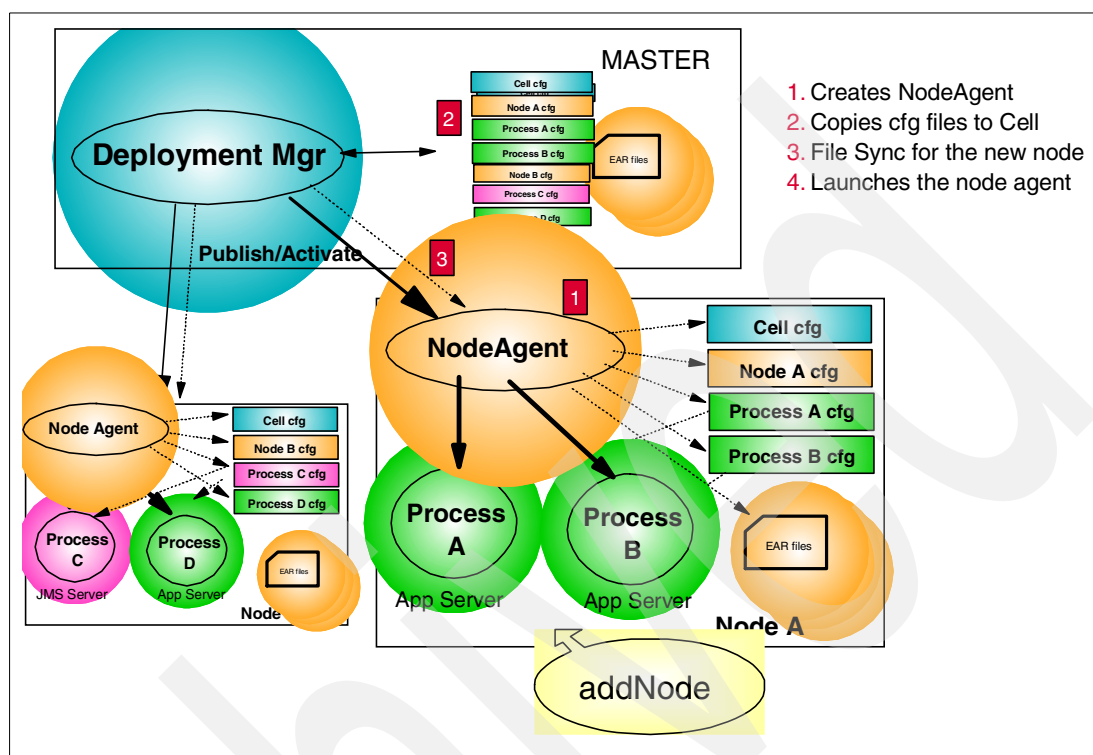 MASTER
Cell cfg
Node A cfg
Process A cfg
Process B cfg
Node B cfg
Process C cfg
D cfg
EAR files
2
Deployment Mgr
Publish/Activate
3
1. Creates NodeAgent
2. Copies cfg files to Cell
3. File Sync for the new node
4. Launches the node agent
1
NodeAgent
Cell cfg
Node A cfg
Process A cfg
Process B cfg
Node Agent
Cell cfg
Node B cfg
Process C cfg
Process D cfg
Process
C
JMS Server
Process
D
App Server
EAR files
Node
Process
A
App Server
Process
B
App Server
EAR files
Node A
addNode